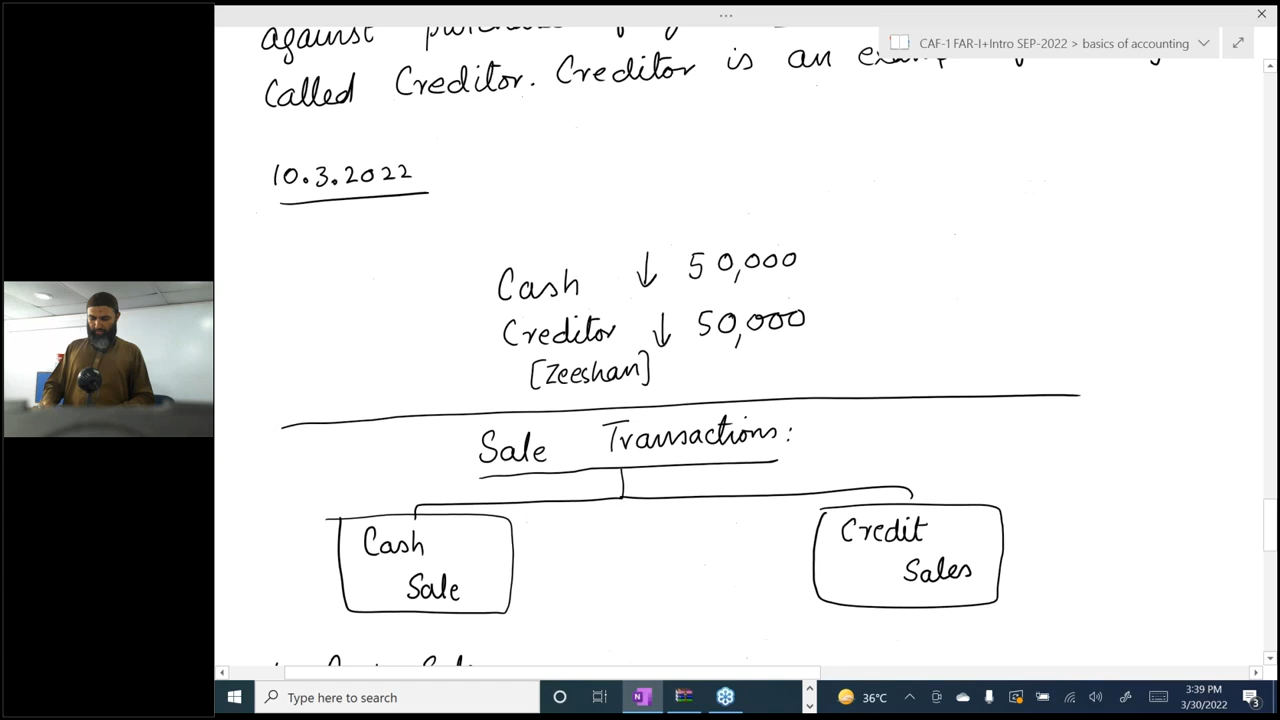 CAF-1 FAR-I+Intro SEP-2022 > basics of accounting
against
called Creditor. Creditor is an
10.3.2022
Cash ↓ 50,000
Creditor ↓ 50,000
[Zeeshan]
Sale Transactions:
Cash
Sale
Credit
Sales
Type here to search
36°C
3:39 PM
3/30/2022
3